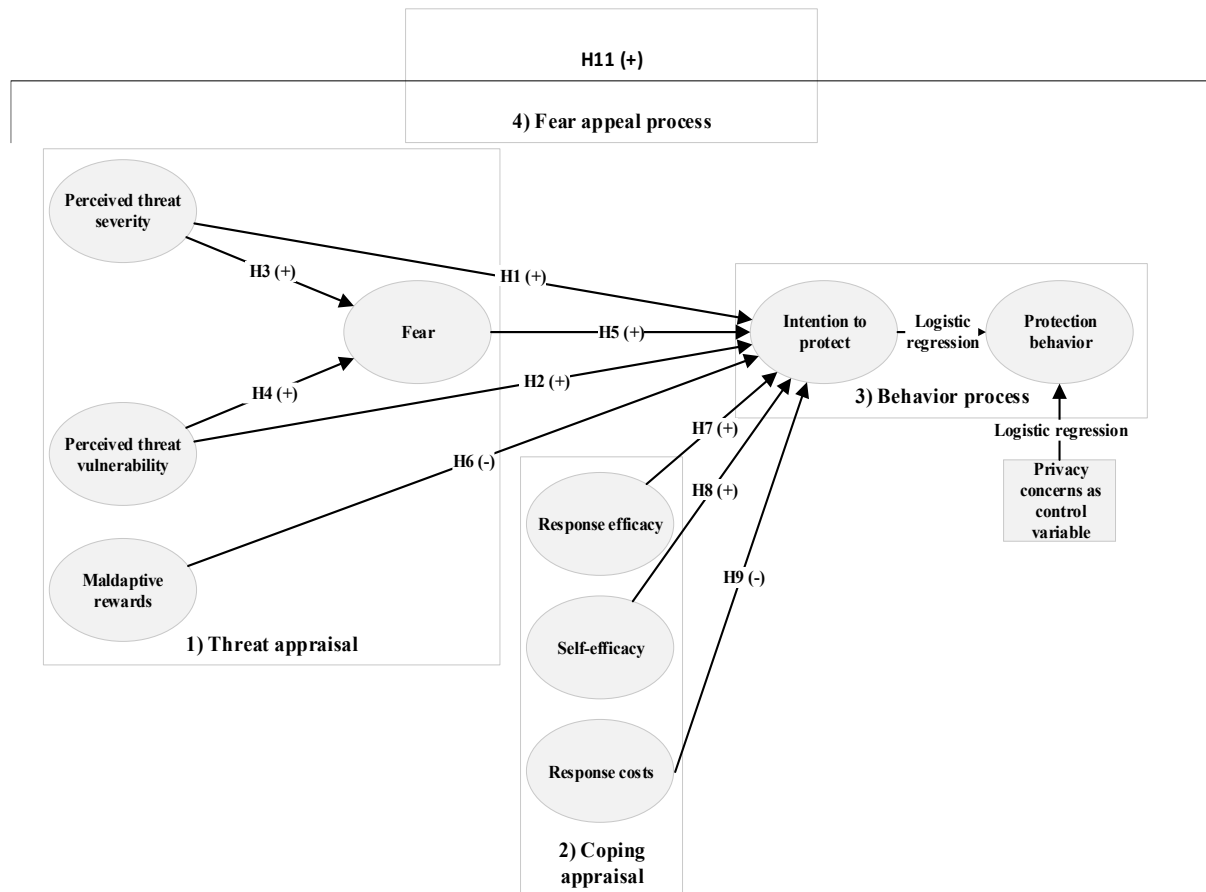 H11 (+)
4) Fear appeal process
Perceived threat
severity
H3 (+)
H1 (+)
Fear
H5 (+)
Intention to
protect
Logistic
regression
Protection
behavior
H4 (+)
H2 (+)
3) Behavior process
Perceived threat
vulnerability
H6 (-)
H7 (+)
Logistic regression
Privacy
concerns as
control
variable
H8 (+)
Response efficacy
Maldaptive
rewards
H9 (-)
1) Threat appraisal
Self-efficacy
Response costs
2) Coping
appraisal